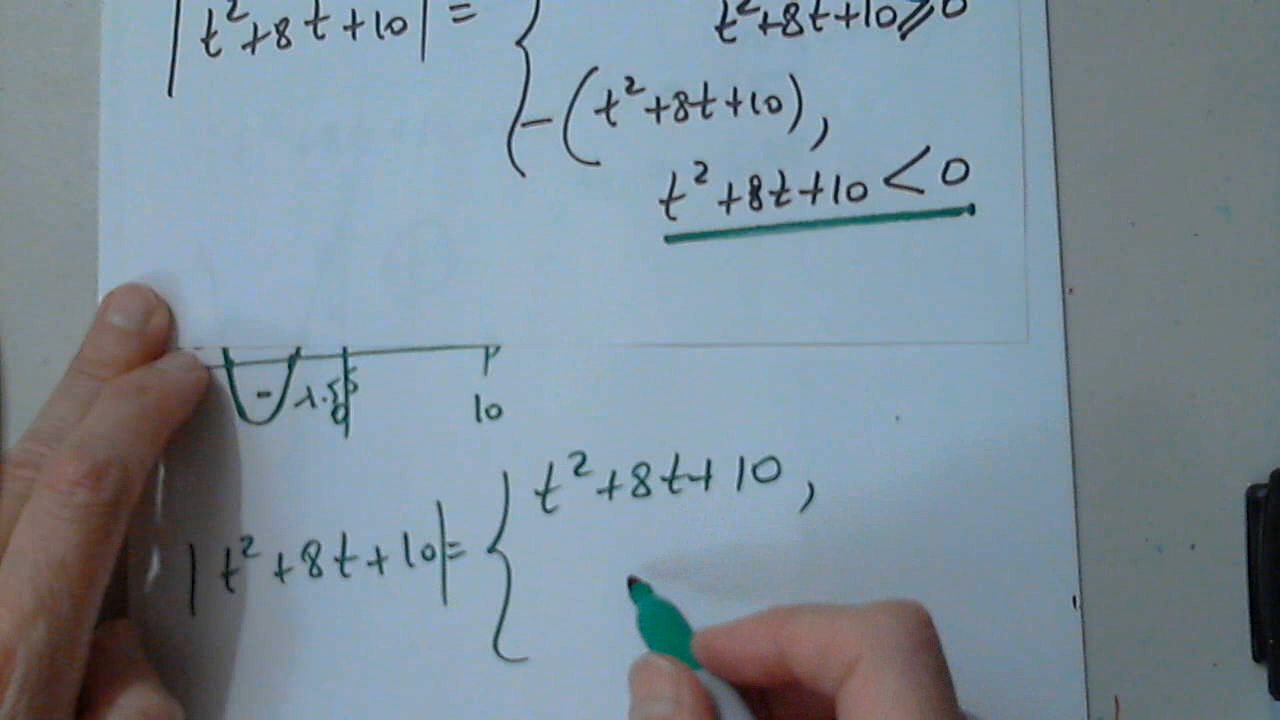 |t²+8t+10| = { t²+8t+10⩾0
-(t²+8t+10),
t²+8t+10<0
-
10
|t²+8t+10|= { t²+8t+10,